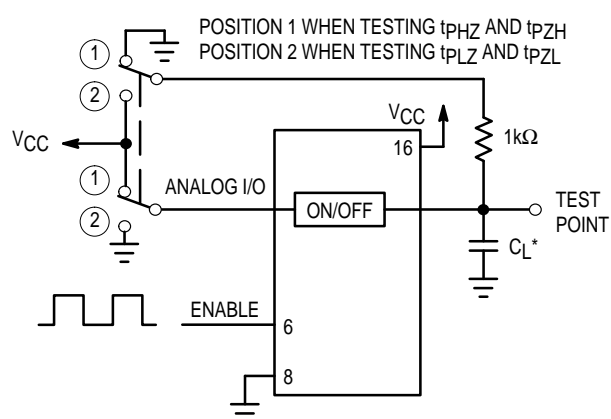 POSITION 1 WHEN TESTING tPHZ AND tPZH
POSITION 2 WHEN TESTING tPLZ AND tPZL
1
2
VCC
VCC
16
1kΩ
1
ANALOG I/O
ON/OFF
TEST
POINT
2
CL*
ENABLE
6
8